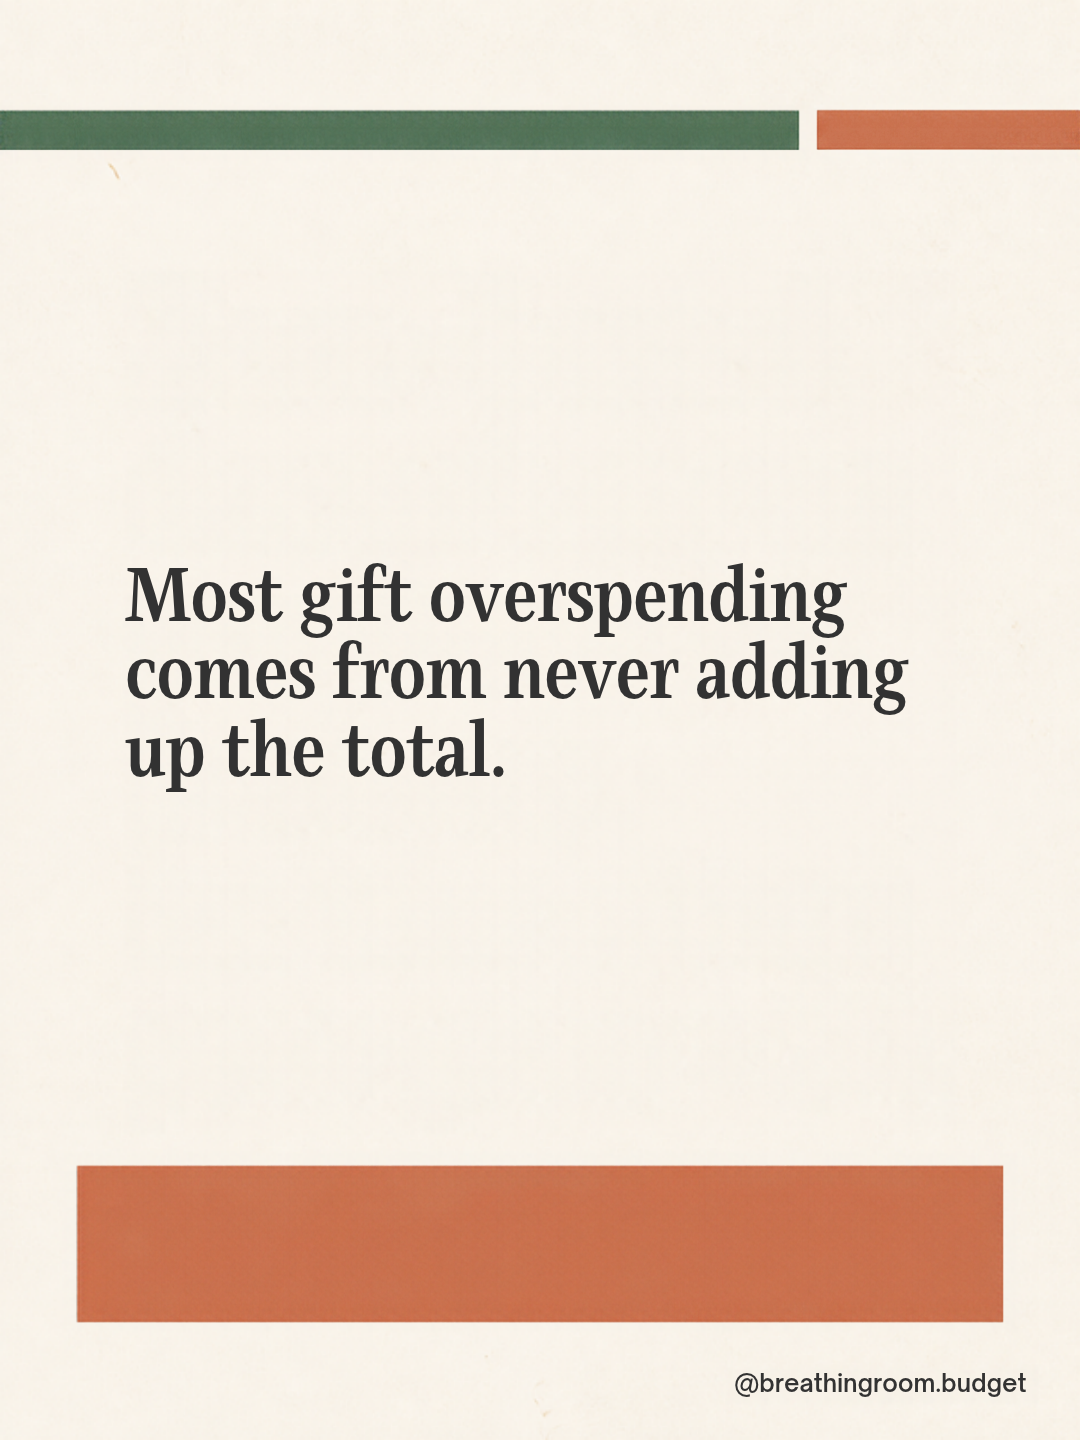 Most gift overspending
comes from never adding
up the total.
@breathingroom.budget